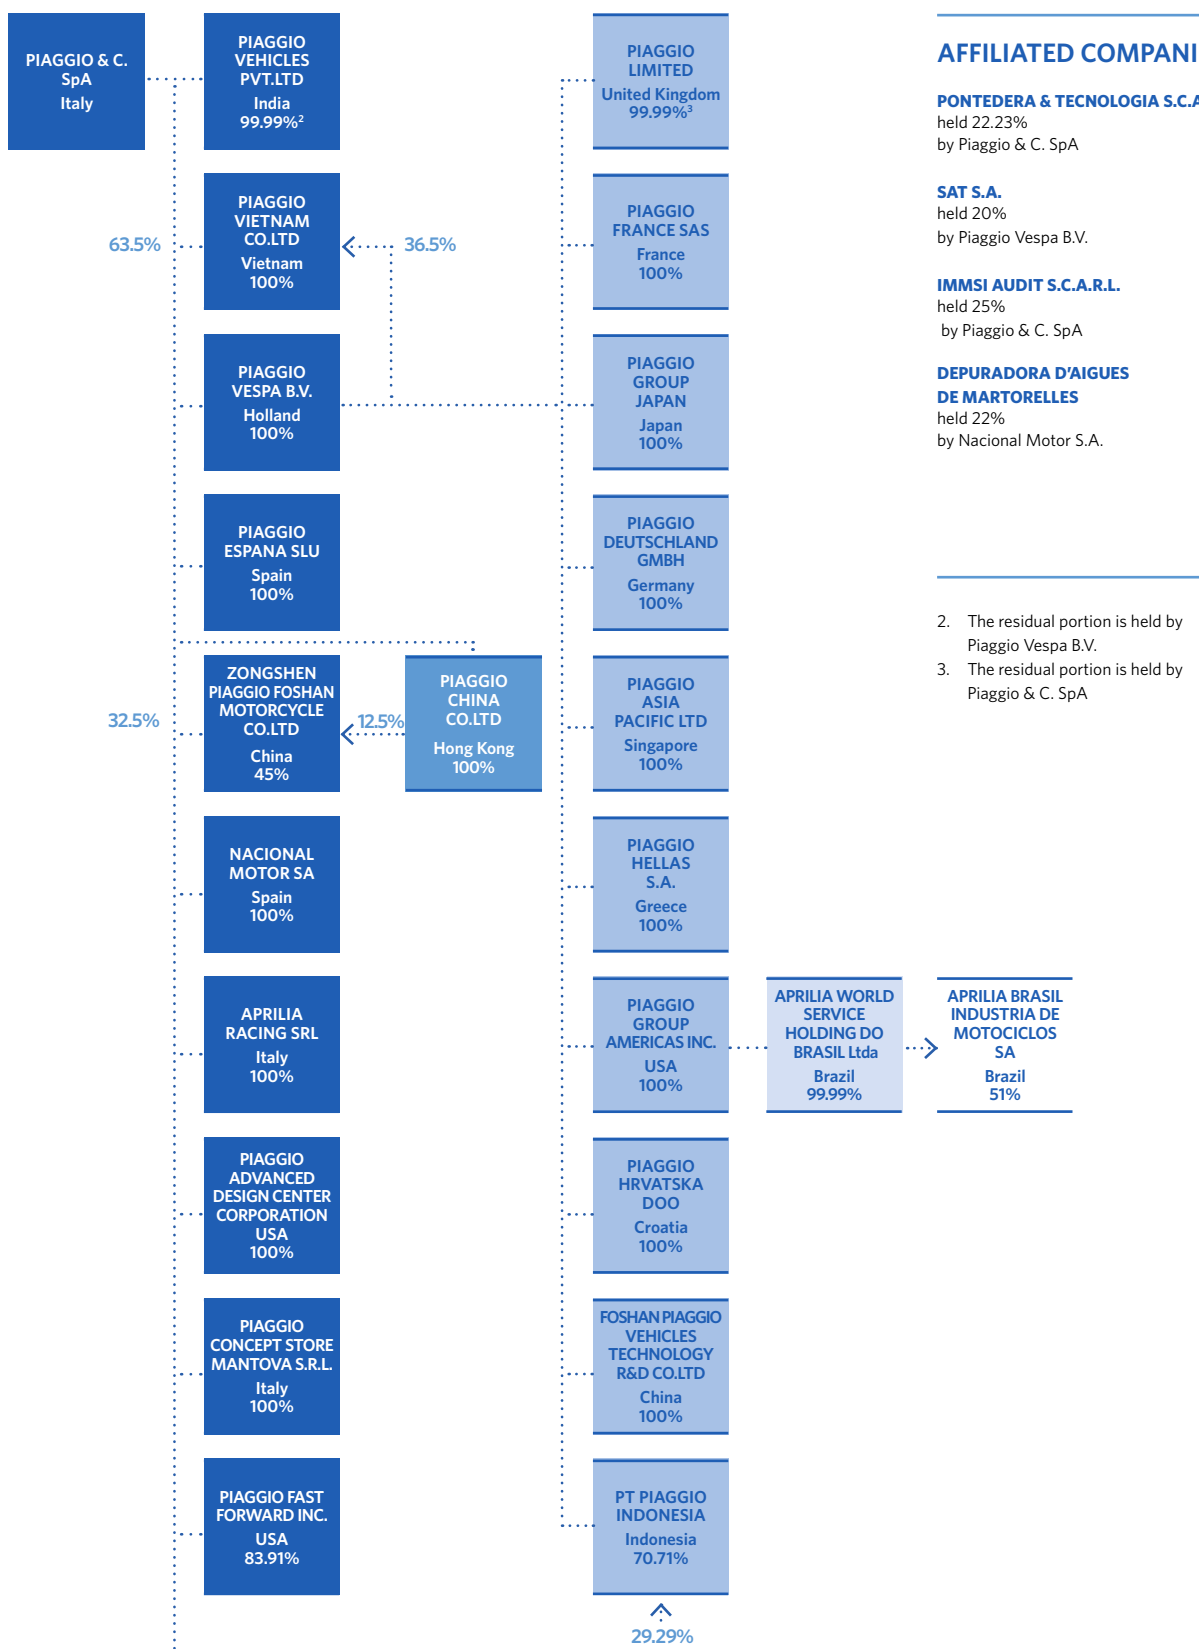 PIAGGIO & C.
SpA
Italy
PIAGGIO
VEHICLES
PVT.LTD
India
99.99%2
63.5%
PIAGGIO
VIETNAM
CO.LTD
Vietnam
100%
36.5%
PIAGGIO
VESPA B.V.
Holland
100%
PIAGGIO
ESPANA SLU
Spain
100%
32.5%
ZONGSHEN
PIAGGIO FOSHAN
MOTORCYCLE
CO.LTD
China
45%
12.5%
PIAGGIO
CHINA
CO.LTD
Hong Kong
100%
NACIONAL
MOTOR SA
Spain
100%
APRILIA
RACING SRL
Italy
100%
PIAGGIO
ADVANCED
DESIGN CENTER
CORPORATION
USA
100%
PIAGGIO
CONCEPT STORE
MANTOVA S.R.L.
Italy
100%
PIAGGIO FAST
FORWARD INC.
USA
83.91%
PIAGGIO
LIMITED
United Kingdom
99.99%3
PIAGGIO
FRANCE SAS
France
100%
PIAGGIO
GROUP
JAPAN
Japan
100%
PIAGGIO
DEUTSCHLAND
GMBH
Germany
100%
PIAGGIO
ASIA
PACIFIC LTD
Singapore
100%
PIAGGIO
HELLAS
S.A.
Greece
100%
PIAGGIO
GROUP
AMERICAS INC.
USA
100%
APRILIA WORLD
SERVICE
HOLDING DO
BRASIL Ltda
Brazil
99.99%
APRILIA BRASIL
INDUSTRIA DE
MOTOCICLOS
SA
Brazil
51%
PIAGGIO
HRVATSKA
DOO
Croatia
100%
FOSHAN PIAGGIO
VEHICLES
TECHNOLOGY
R&D CO.LTD
China
100%
PT PIAGGIO
INDONESIA
Indonesia
70.71%
29.29%
AFFILIATED COMPANI
PONTEDERA & TECNOLOGIA S.C.A
held 22.23%
by Piaggio & C. SpA
SAT S.A.
held 20%
by Piaggio Vespa B.V.
IMMSI AUDIT S.C.A.R.L.
held 25%
by Piaggio & C. SpA
DEPURADORA D'AIGUES
DE MARTORELLES
held 22%
by Nacional Motor S.A.
2. The residual portion is held by
Piaggio Vespa B.V.
3. The residual portion is held by
Piaggio & C. SpA